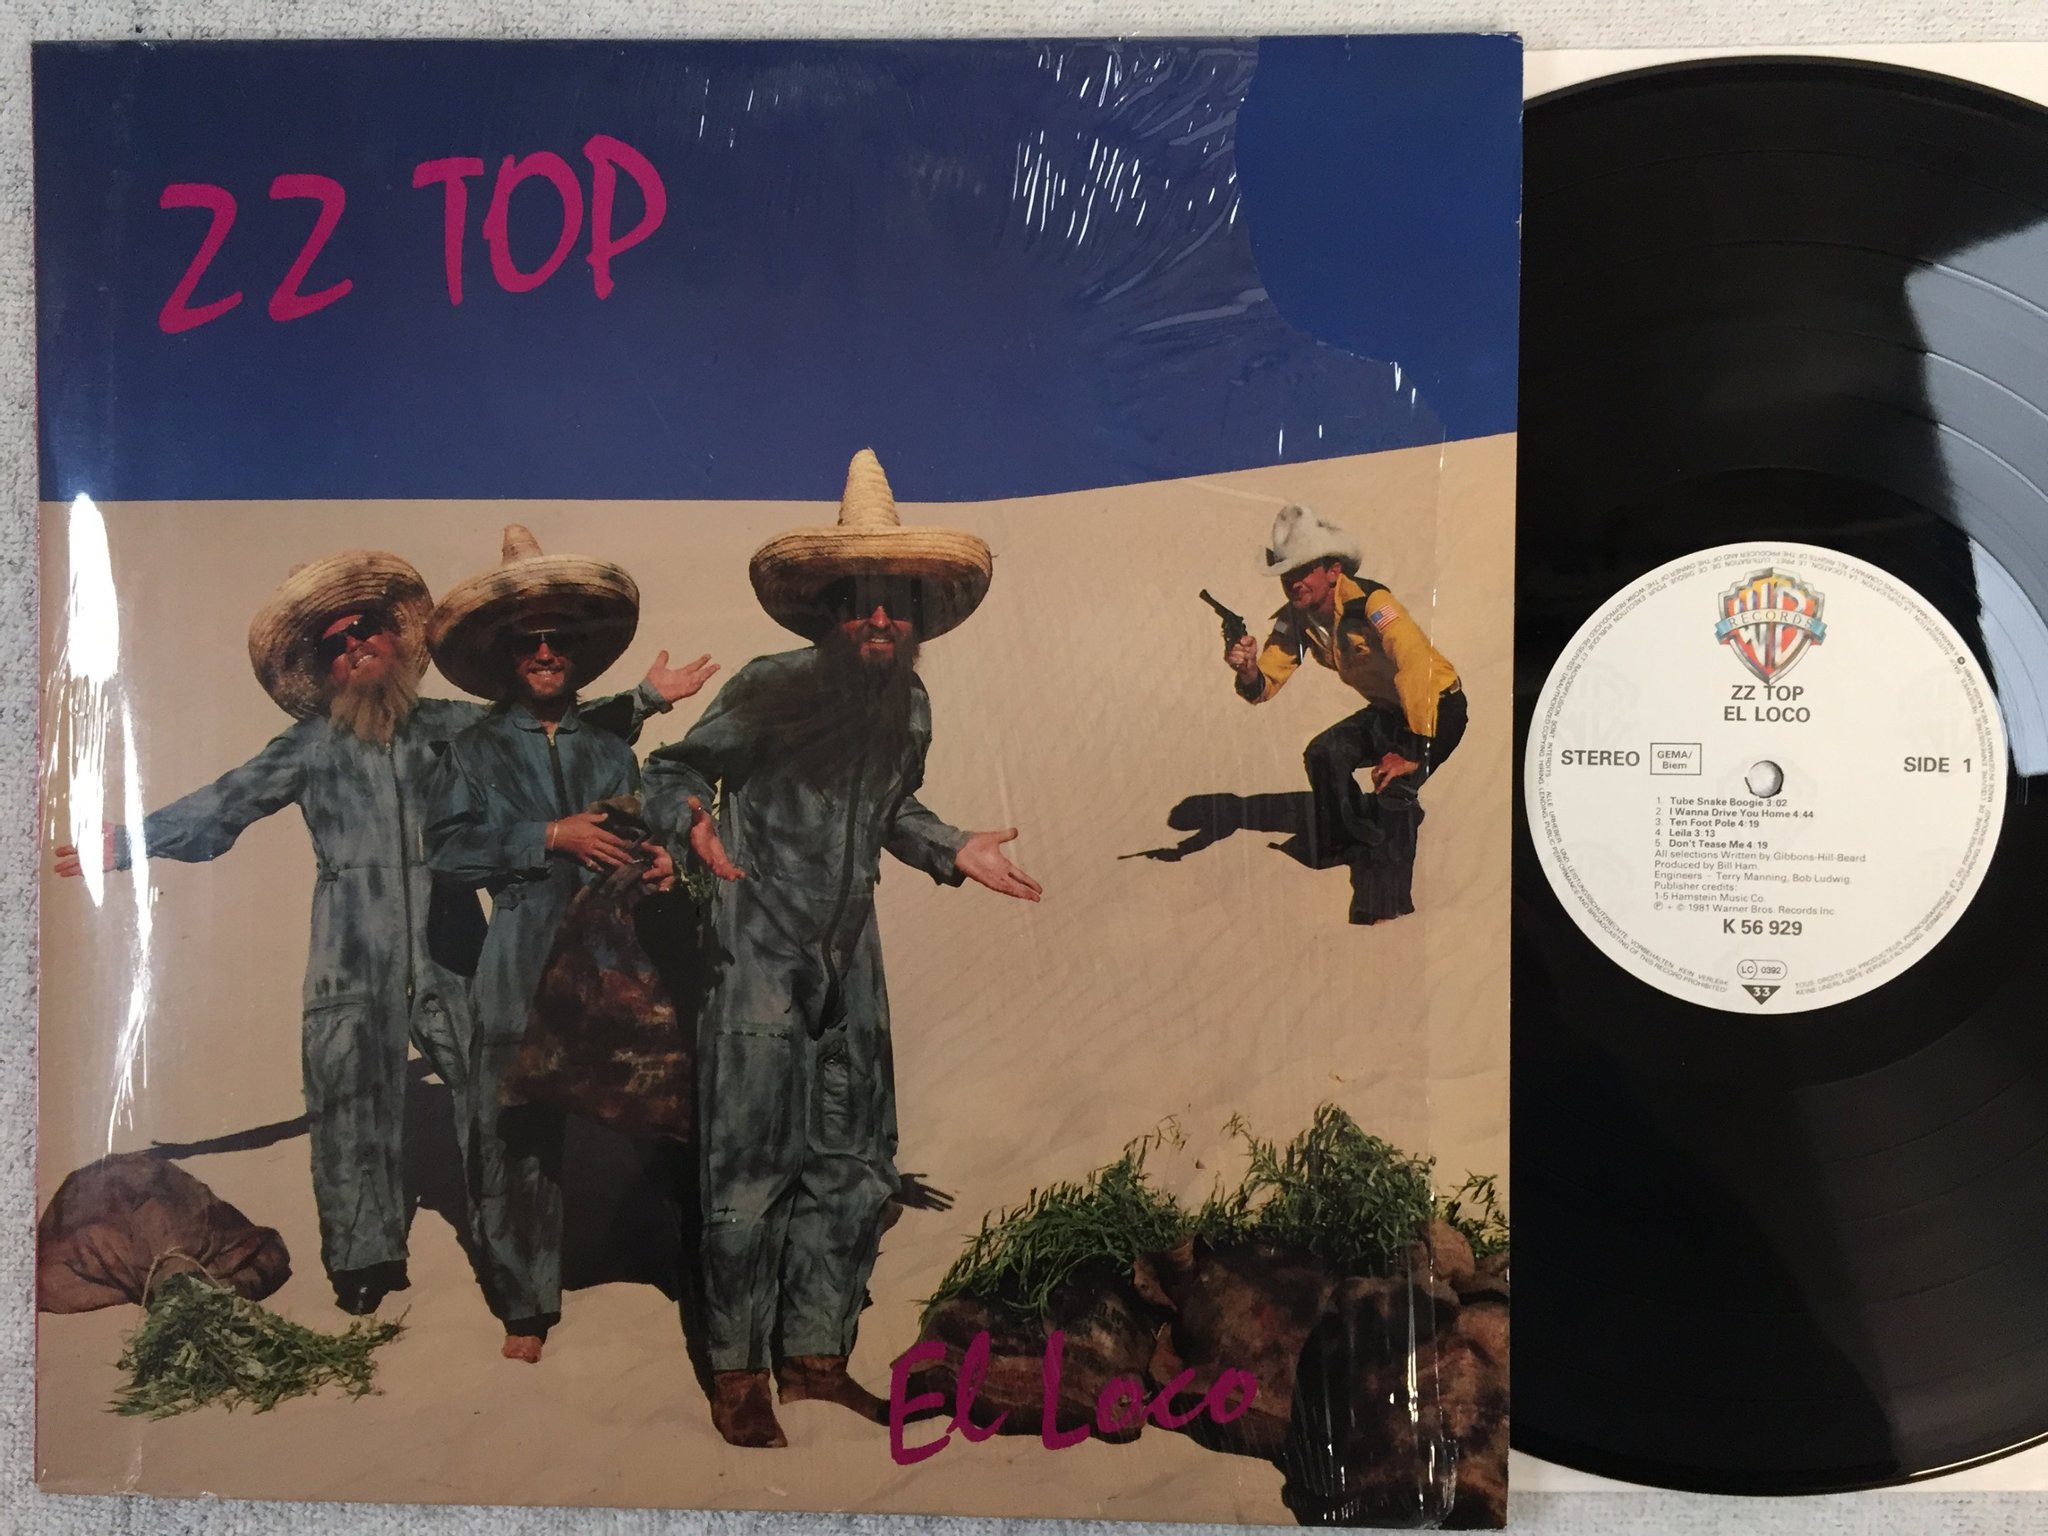 ZZ TOP
El Loco
RECORDS
ZZ TOP
EL LOCO
STEREO
GEMA/
Biem
SIDE 1
1. Tube Snake Boogie 3:02
2. I Wanna Drive You Home 4:44
3. Ten Foot Pole 4:19
4. Leila 3:13
5. Don't Tease Me 4:19
All selections Written by Gibbons-Hill-Beard
Produced by Bill Ham.
Engineers - Terry Manning, Bob Ludwig.
Publisher credits:
1-5 Hamstein Music Co.
℗ + © 1981 Warner Bros. Records Inc.
K 56 929
LC 0392
33